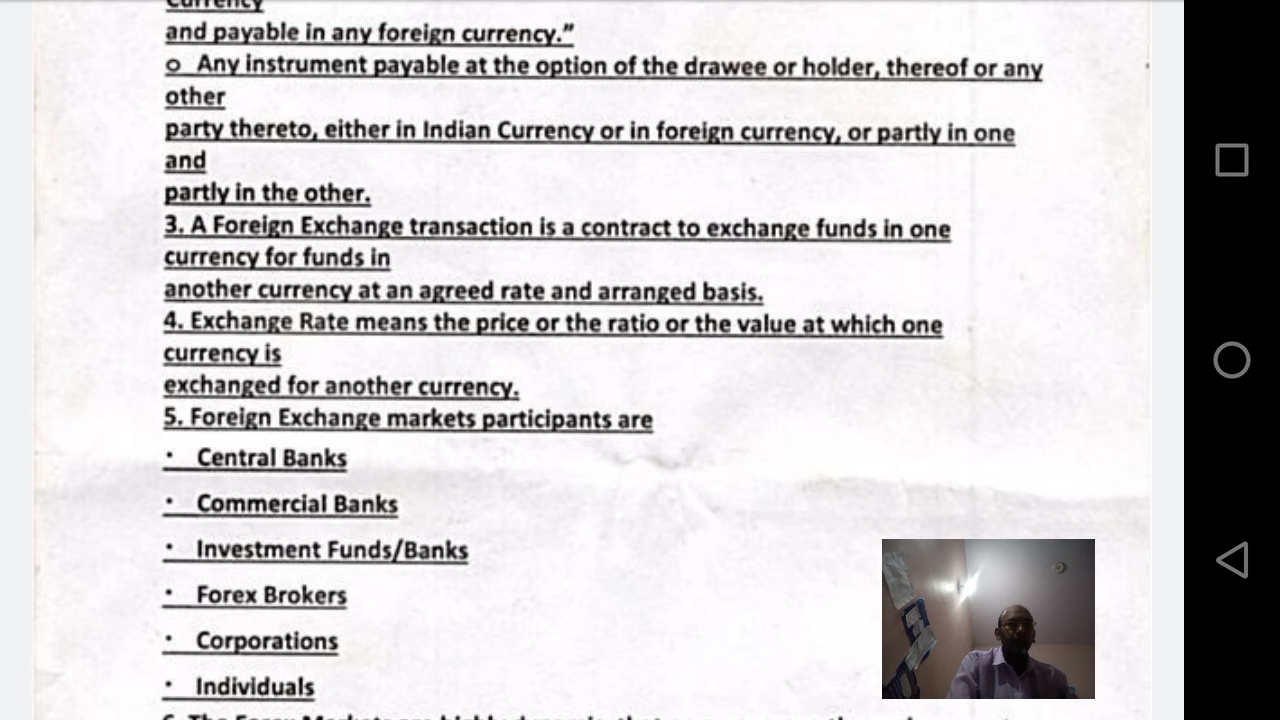 Currency
and payable in any foreign currency.”
o Any instrument payable at the option of the drawee or holder, thereof or any
other
party thereto, either in Indian Currency or in foreign currency, or partly in one
and
partly in the other.
3. A Foreign Exchange transaction is a contract to exchange funds in one
currency for funds in
another currency at an agreed rate and arranged basis.
4. Exchange Rate means the price or the ratio or the value at which one
currency is
exchanged for another currency.
5. Foreign Exchange markets participants are
· Central Banks
· Commercial Banks
· Investment Funds/Banks
· Forex Brokers
· Corporations
· Individuals